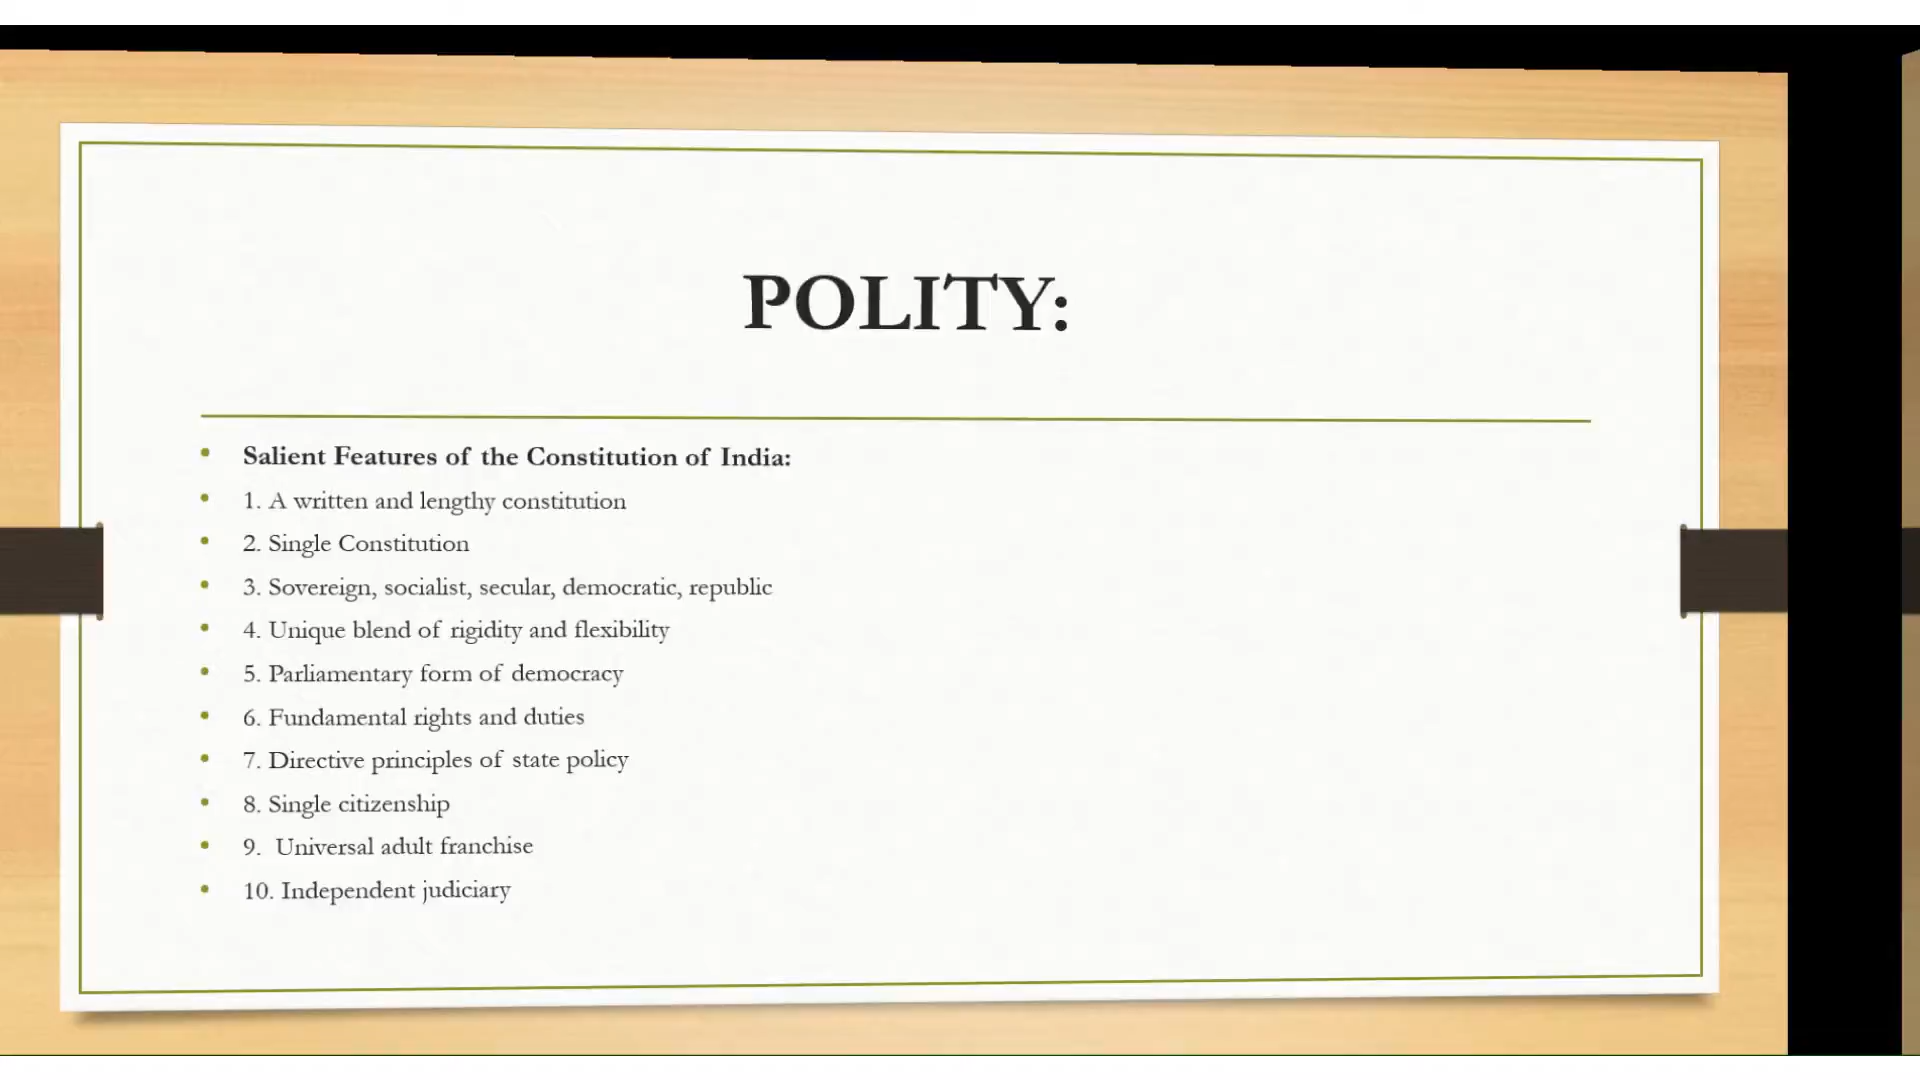 POLITY:
• Salient Features of the Constitution of India:
• 1. A written and lengthy constitution
• 2. Single Constitution
• 3. Sovereign, socialist, secular, democratic, republic
• 4. Unique blend of rigidity and flexibility
• 5. Parliamentary form of democracy
• 6. Fundamental rights and duties
• 7. Directive principles of state policy
• 8. Single citizenship
• 9.  Universal adult franchise
• 10. Independent judiciary